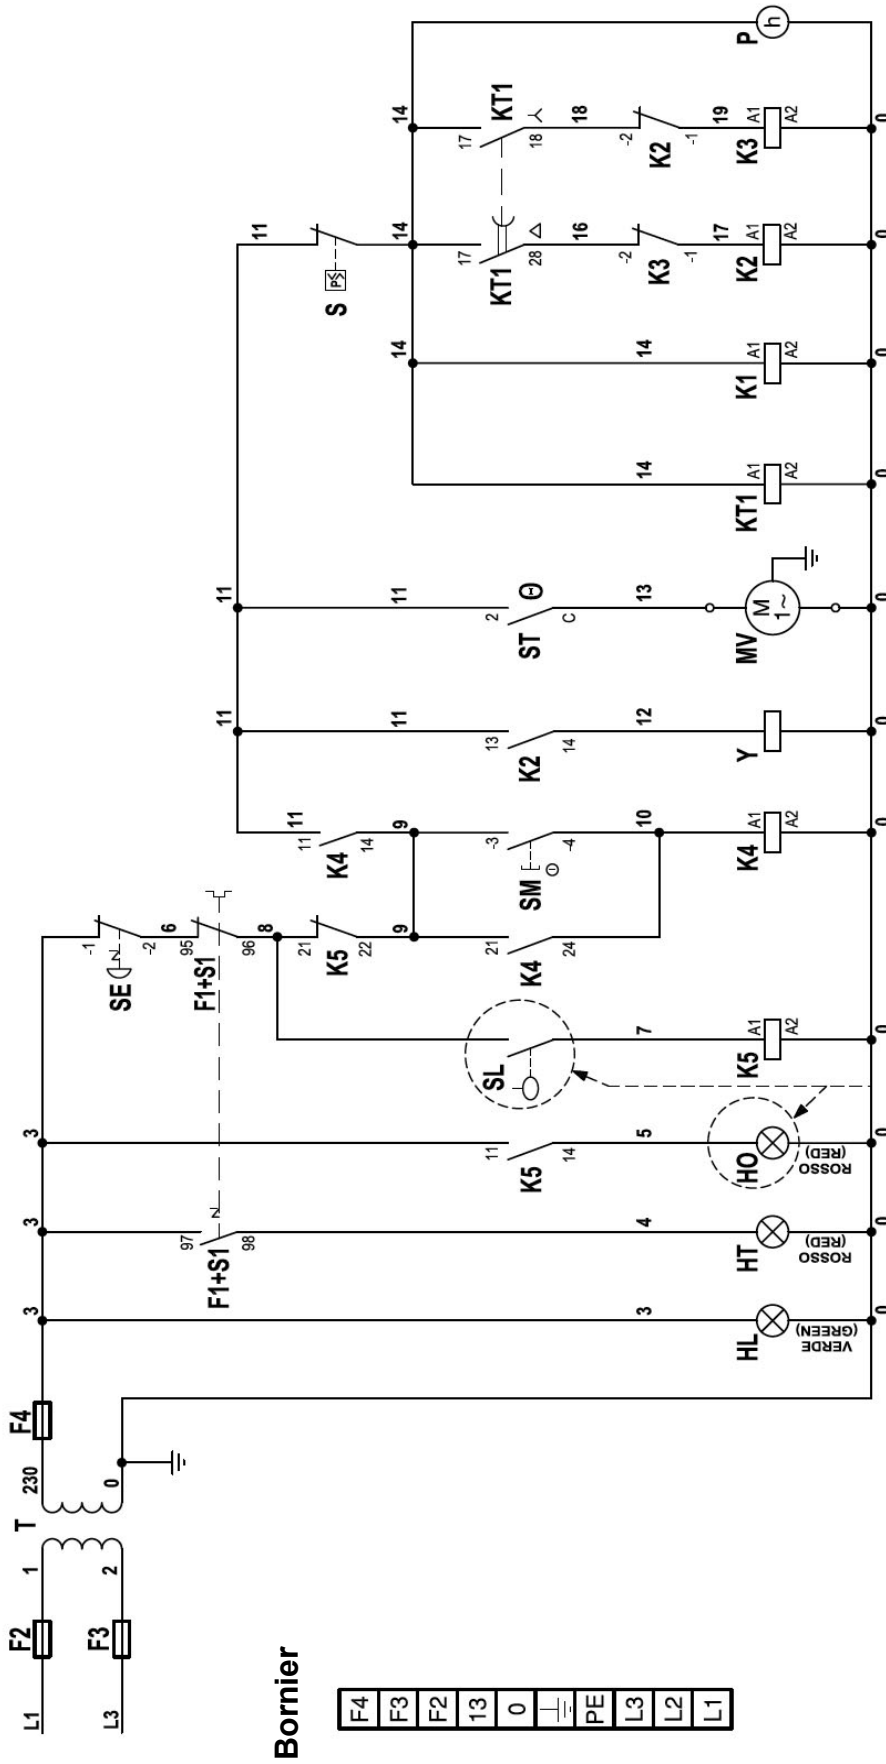 L1
F2
1
T
230
F4
3
3
3
L3
F3
2
0
HL
3
VERDE
(GREEN)
0
97
F1+S1
98
4
HT
ROSSO
(RED)
0
11
K5
14
5
HO
ROSSO
(RED)
0
SL
7
K5
A1
A2
0
-1
SE
-2
6
95
F1+S1
96
8
21
K5
22
9
21
K4
24
11
11
K4
14
9
-3
SM
-4
10
K4
A1
A2
0
11
11
13
K2
14
12
Y
0
11
11
2
ST
Θ
C
13
MV
M
1~
0
14
KT1
A1
A2
0
14
14
K1
A1
A2
0
11
S
P
14
17
KT1
28
Δ
16
-2
K3
-1
17
K2
A1
A2
0
14
17
KT1
18
18
-2
K2
-1
19
K3
A1
A2
0
P
h
Bornier
F4
F3
F2
13
0
PE
L3
L2
L1